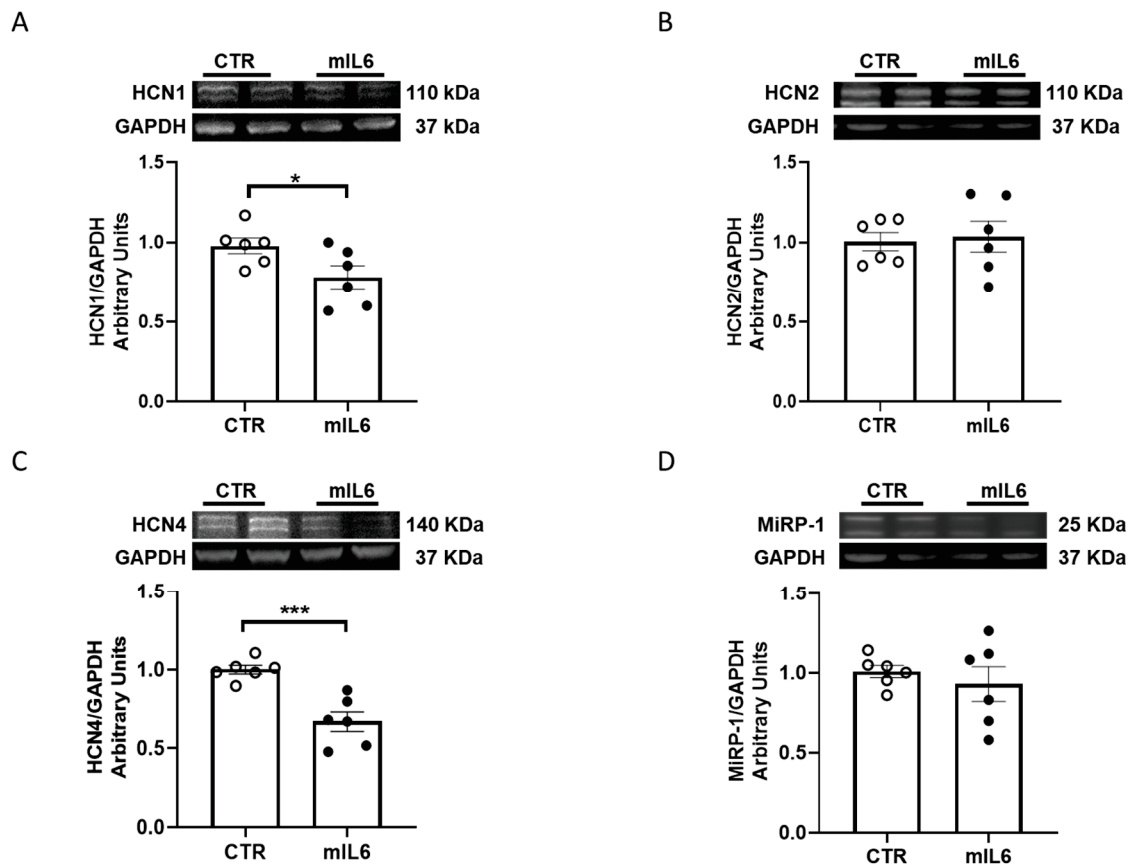 A
CTR mIL6
HCN1 110 kDa
GAPDH 37 kDa
HCN1/GAPDH
Arbitrary Units
1.5
*
1.0
0.5
0.0
CTR mIL6
B
CTR mIL6
HCN2 110 KDa
GAPDH 37 KDa
HCN2/GAPDH
Arbitrary Units
1.5
1.0
0.5
0.0
CTR mIL6
C
CTR mIL6
HCN4 140 KDa
GAPDH 37 KDa
HCN4/GAPDH
Arbitrary Units
1.5
***
1.0
0.5
0.0
CTR mIL6
D
CTR mIL6
MiRP-1 25 KDa
GAPDH 37 KDa
MiRP-1/GAPDH
Arbitrary Units
1.5
1.0
0.5
0.0
CTR mIL6